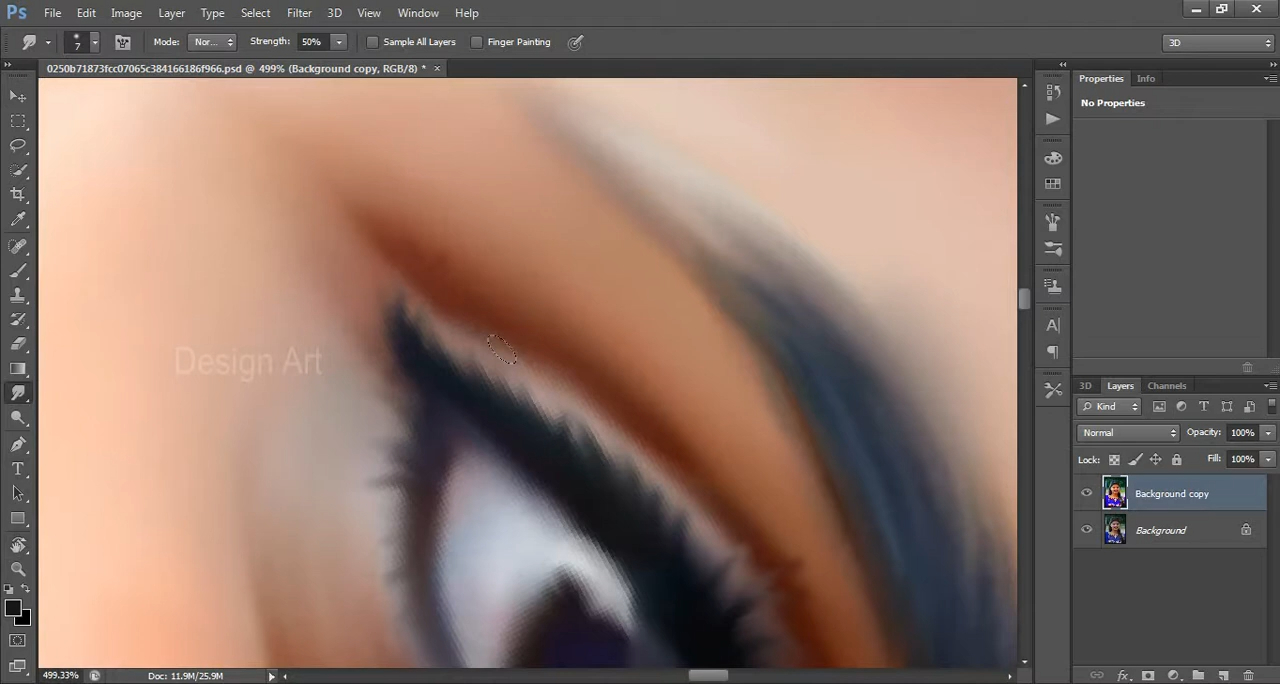 Ps File Edit Image Layer Type Select Filter 3D View Window Help
7 Mode: Nor... Strength: 50% Sample All Layers Finger Painting 3D
0250b71873fcc07065c384166186f966.psd @ 499% (Background copy, RGB/8) * ×
Properties Info
No Properties
Design Art
3D Layers Channels
Kind
Normal Opacity: 100%
Lock: Fill: 100%
Background copy
Background
499.33% Doc: 11.9M/25.9M